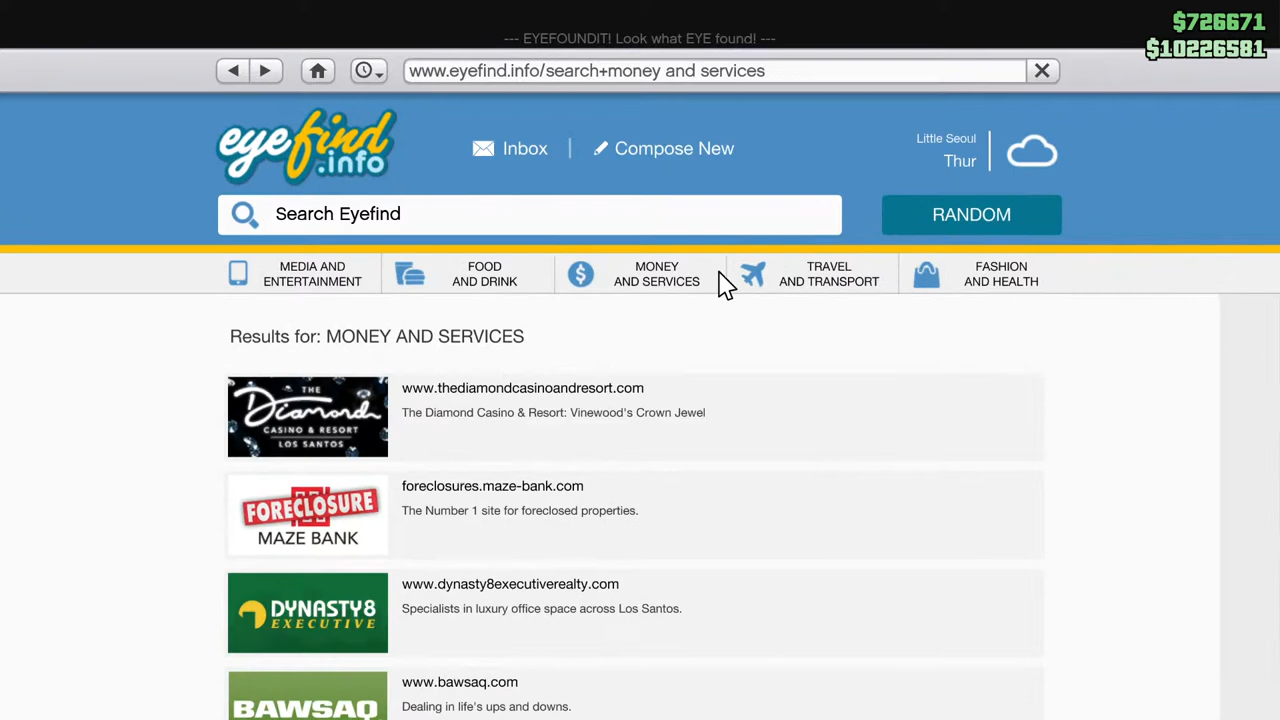 $726671
--- EYEFOUNDIT! Look what EYE found! ---
$10226581
www.eyefind.info/search+money and services
eyefind.info
Inbox
Compose New
Little Seoul
Thur
Search Eyefind
RANDOM
MEDIA AND
ENTERTAINMENT
FOOD
AND DRINK
MONEY
AND SERVICES
TRAVEL
AND TRANSPORT
FASHION
AND HEALTH
Results for: MONEY AND SERVICES
THE
Diamond
CASINO & RESORT
LOS SANTOS
www.thediamondcasinoandresort.com
The Diamond Casino & Resort: Vinewood's Crown Jewel
FORECLOSURE
MAZE BANK
foreclosures.maze-bank.com
The Number 1 site for foreclosed properties.
DYNASTY8
EXECUTIVE
www.dynasty8executiverealty.com
Specialists in luxury office space across Los Santos.
BAWSAQ
www.bawsaq.com
Dealing in life's ups and downs.